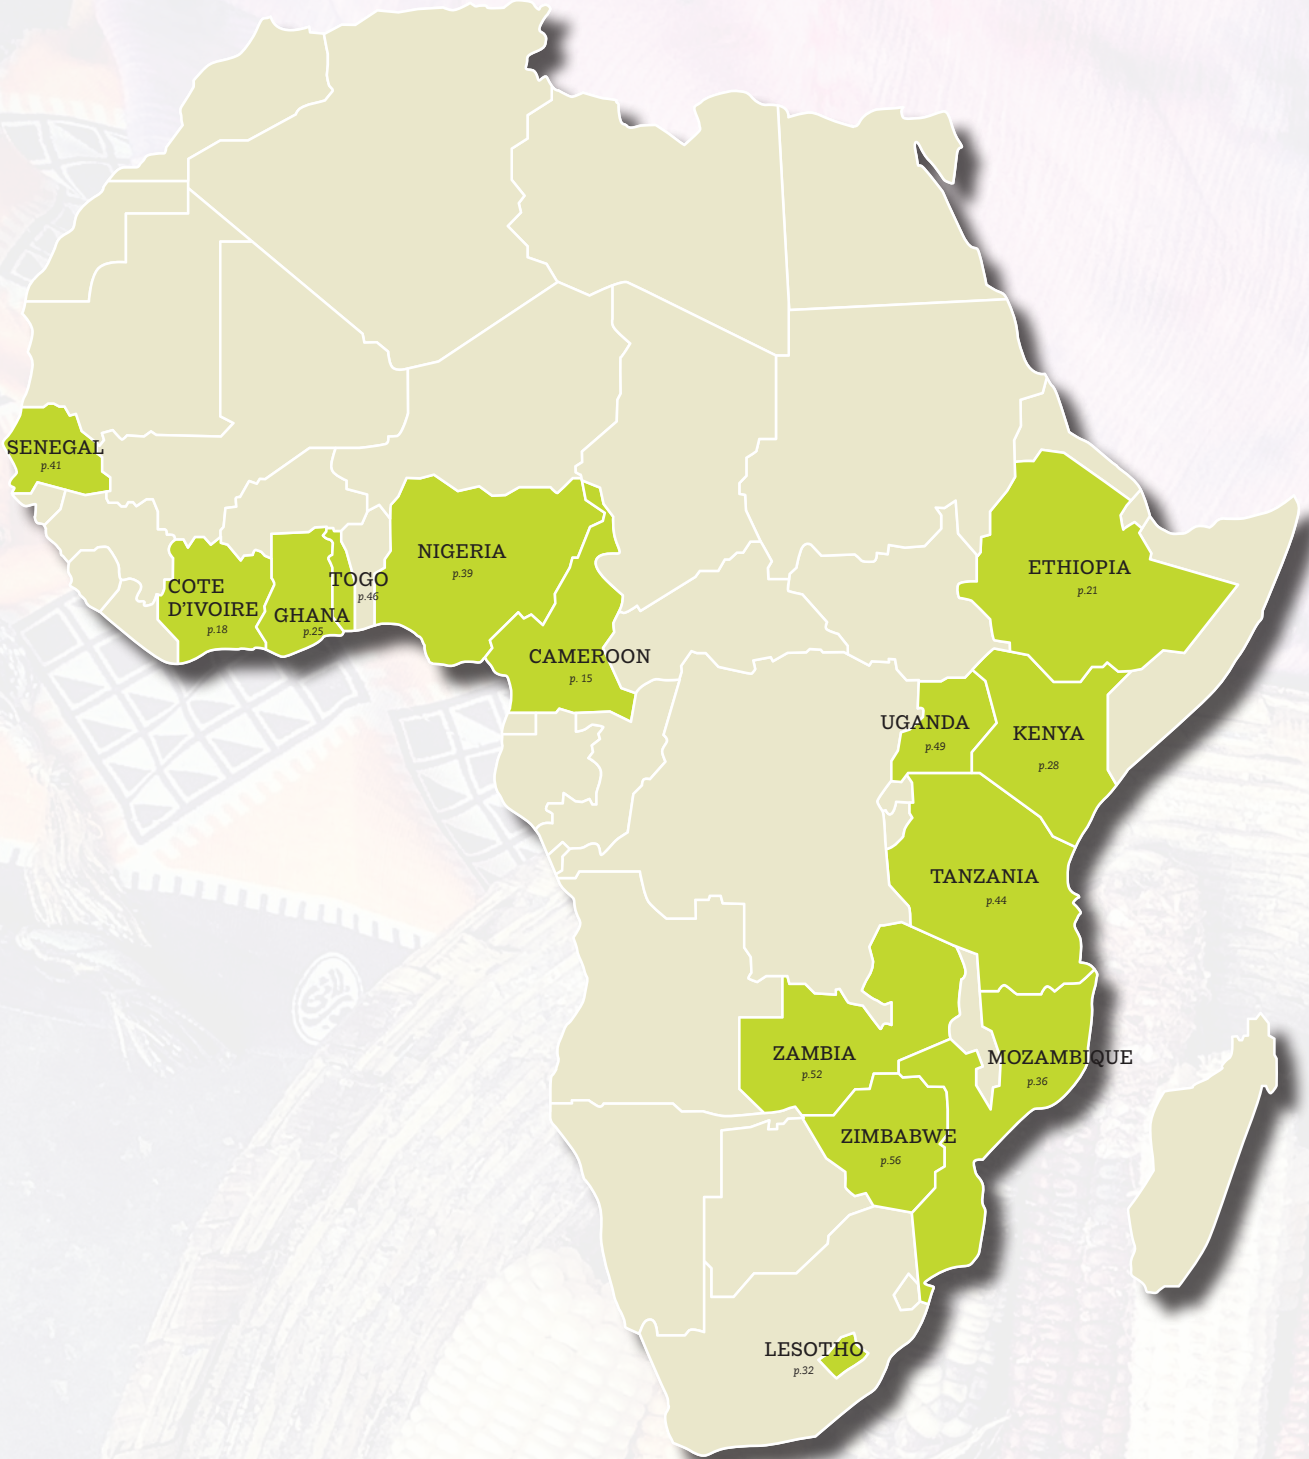 SENEGAL
p.41
COTE
D'IVOIRE
p.18
GHANA
p.25
TOGO
p.46
NIGERIA
p.39
CAMEROON
p. 15
ETHIOPIA
p.21
UGANDA
p.49
KENYA
p.28
TANZANIA
p.44
ZAMBIA
p.52
MOZAMBIQUE
p.36
ZIMBABWE
p.56
LESOTHO
p.32